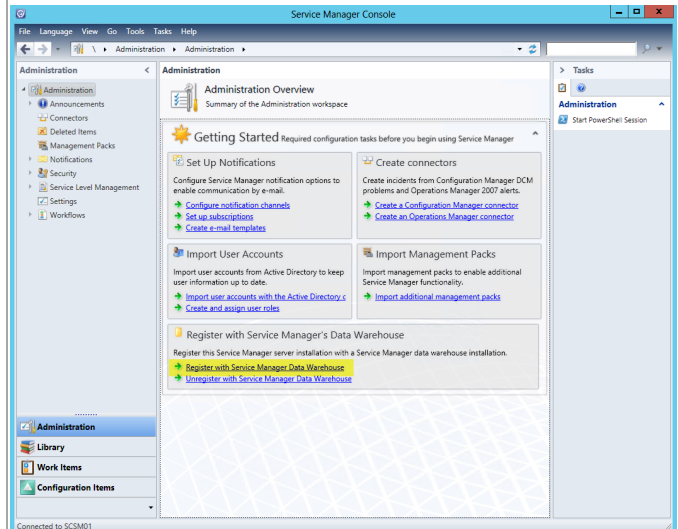 Service Manager Console
File Language View Go Tools Tasks Help
\ Administration Administration
Administration
Administration
Announcements
Connectors
Deleted Items
Management Packs
Notifications
Security
Service Level Management
Settings
Workflows
Administration
Library
Work Items
Configuration Items
Administration
Administration Overview
Summary of the Administration workspace
Getting Started Required configuration tasks before you begin using Service Manager
Set Up Notifications
Configure Service Manager notification options to
enable communication by e-mail.
Configure notification channels
Set up subscriptions
Create e-mail templates
Create connectors
Create incidents from Configuration Manager DCM
problems and Operations Manager 2007 alerts.
Create a Configuration Manager connector
Create an Operations Manager connector
Import User Accounts
Import user accounts from Active Directory to keep
user information up to date.
Import user accounts with the Active Directory c
Create and assign user roles
Import Management Packs
Import management packs to enable additional
Service Manager functionality.
Import additional management packs
Register with Service Manager's Data Warehouse
Register this Service Manager server installation with a Service Manager data warehouse installation.
Register with Service Manager Data Warehouse
Unregister with Service Manager Data Warehouse
Tasks
Administration
Start PowerShell Session
Connected to SCSM01